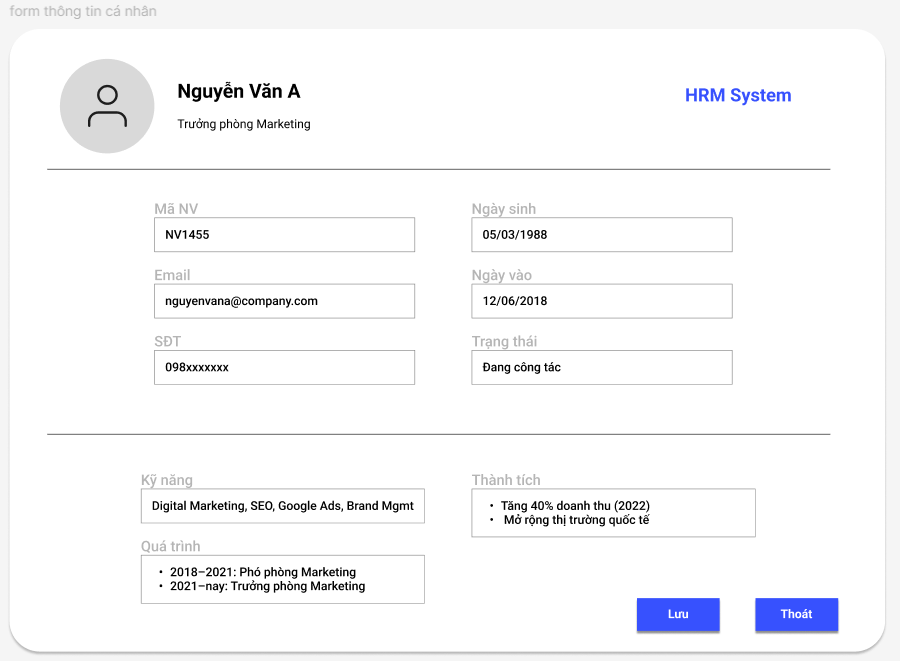 form thông tin cá nhân
Nguyễn Văn A
HRM System
Trưởng phòng Marketing
Mã NV
NV1455
Ngày sinh
05/03/1988
Email
nguyenvana@company.com
Ngày vào
12/06/2018
SĐT
098xxxxxxx
Trạng thái
Đang công tác
Kỹ năng
Digital Marketing, SEO, Google Ads, Brand Mgmt
Thành tích
• Tăng 40% doanh thu (2022)
• Mở rộng thị trường quốc tế
Quá trình
• 2018–2021: Phó phòng Marketing
• 2021–nay: Trưởng phòng Marketing
Lưu
Thoát